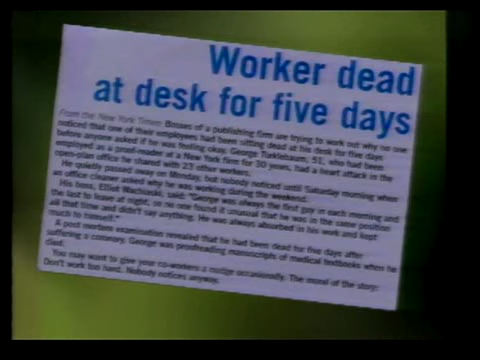 Worker dead
at desk for five days
From the New York Times: Bosses of a publishing firm are trying to work out why no one
noticed that one of their employees had been sitting dead at his desk for five days
before anyone asked if he was feeling okay. George Turklebaum, 51, who had been
employed as a proof-reader at a New York firm for 30 years, had a heart attack in the
open-plan office he shared with 23 other workers.
He quietly passed away on Monday, but nobody noticed until Saturday morning when
an office cleaner asked why he was working during the weekend.
His boss, Elliot Wachiaski, said: "George was always the first guy in each morning and
the last to leave at night, so no one found it unusual that he was in the same position
all that time and didn't say anything. He was always absorbed in his work and kept
much to himself."
A post mortem examination revealed that he had been dead for five days after
suffering a coronary. George was proofreading manuscripts of medical textbooks when he
died.
You may want to give your co-workers a nudge occasionally. The moral of the story:
Don't work too hard. Nobody notices anyway.